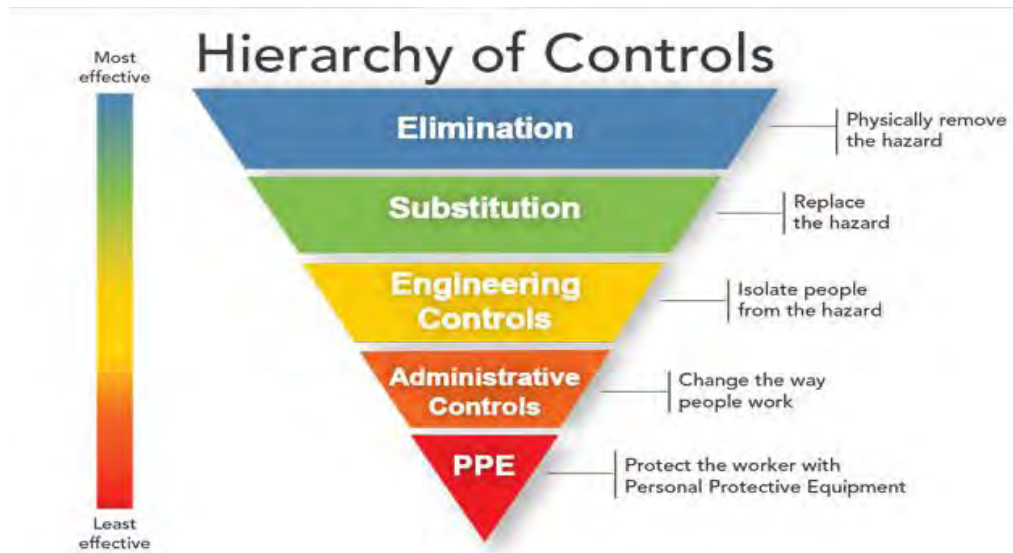 Hierarchy of Controls
Most
effective
Elimination
Physically remove
the hazard
Substitution
Replace
the hazard
Engineering
Controls
Isolate people
from the hazard
Administrative
Controls
Change the way
people work
PPE
Protect the worker with
Personal Protective Equipment
Least
effective